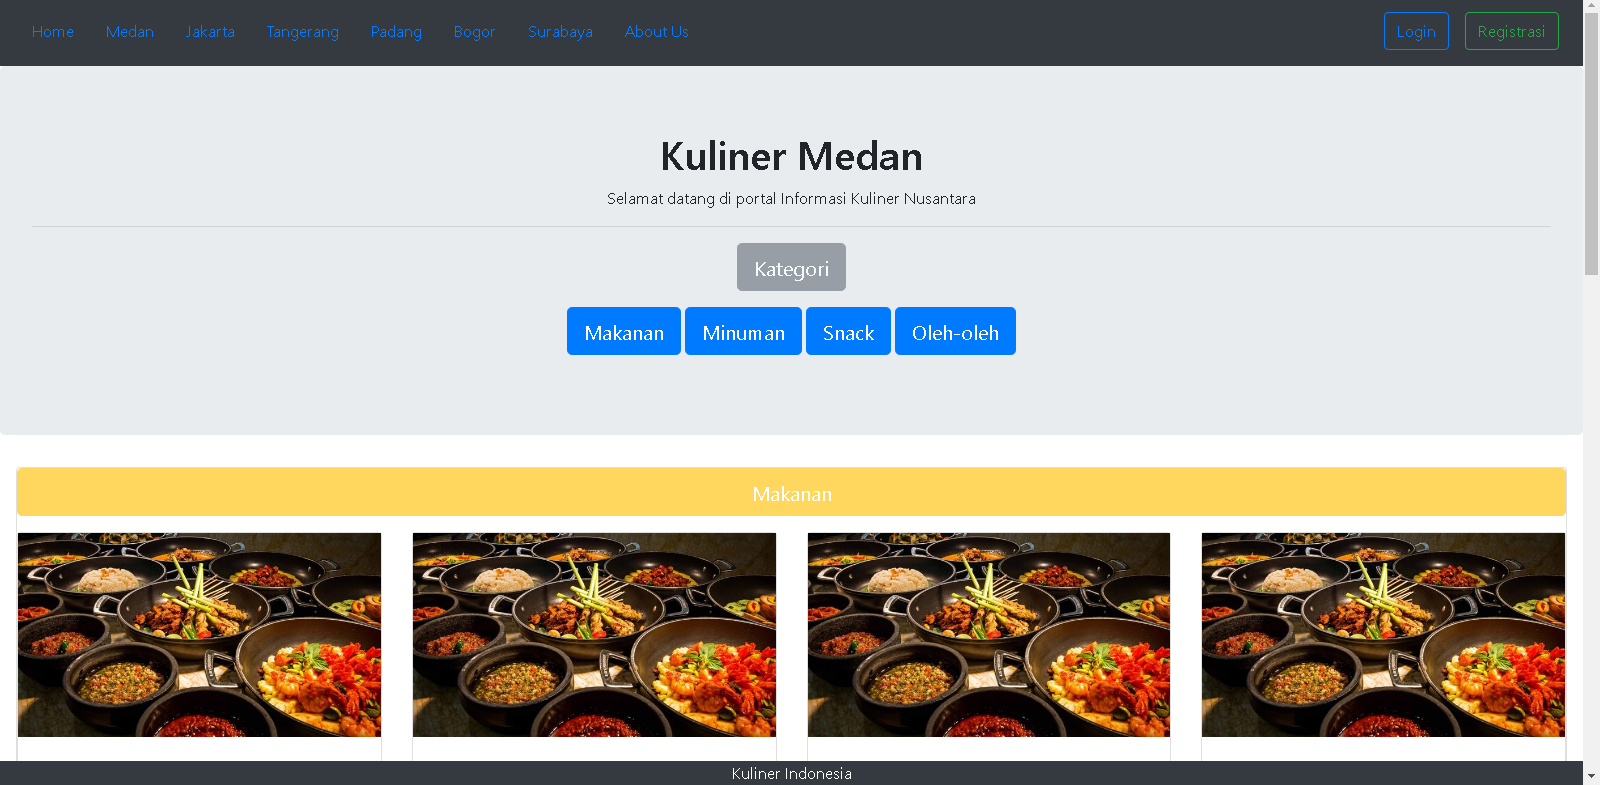 Home Medan Jakarta Tangerang Padang Bogor Surabaya About Us Login Registrasi
Kuliner Medan
Selamat datang di portal Informasi Kuliner Nusantara
Kategori
Makanan Minuman Snack Oleh-oleh
Makanan
Kuliner Indonesia